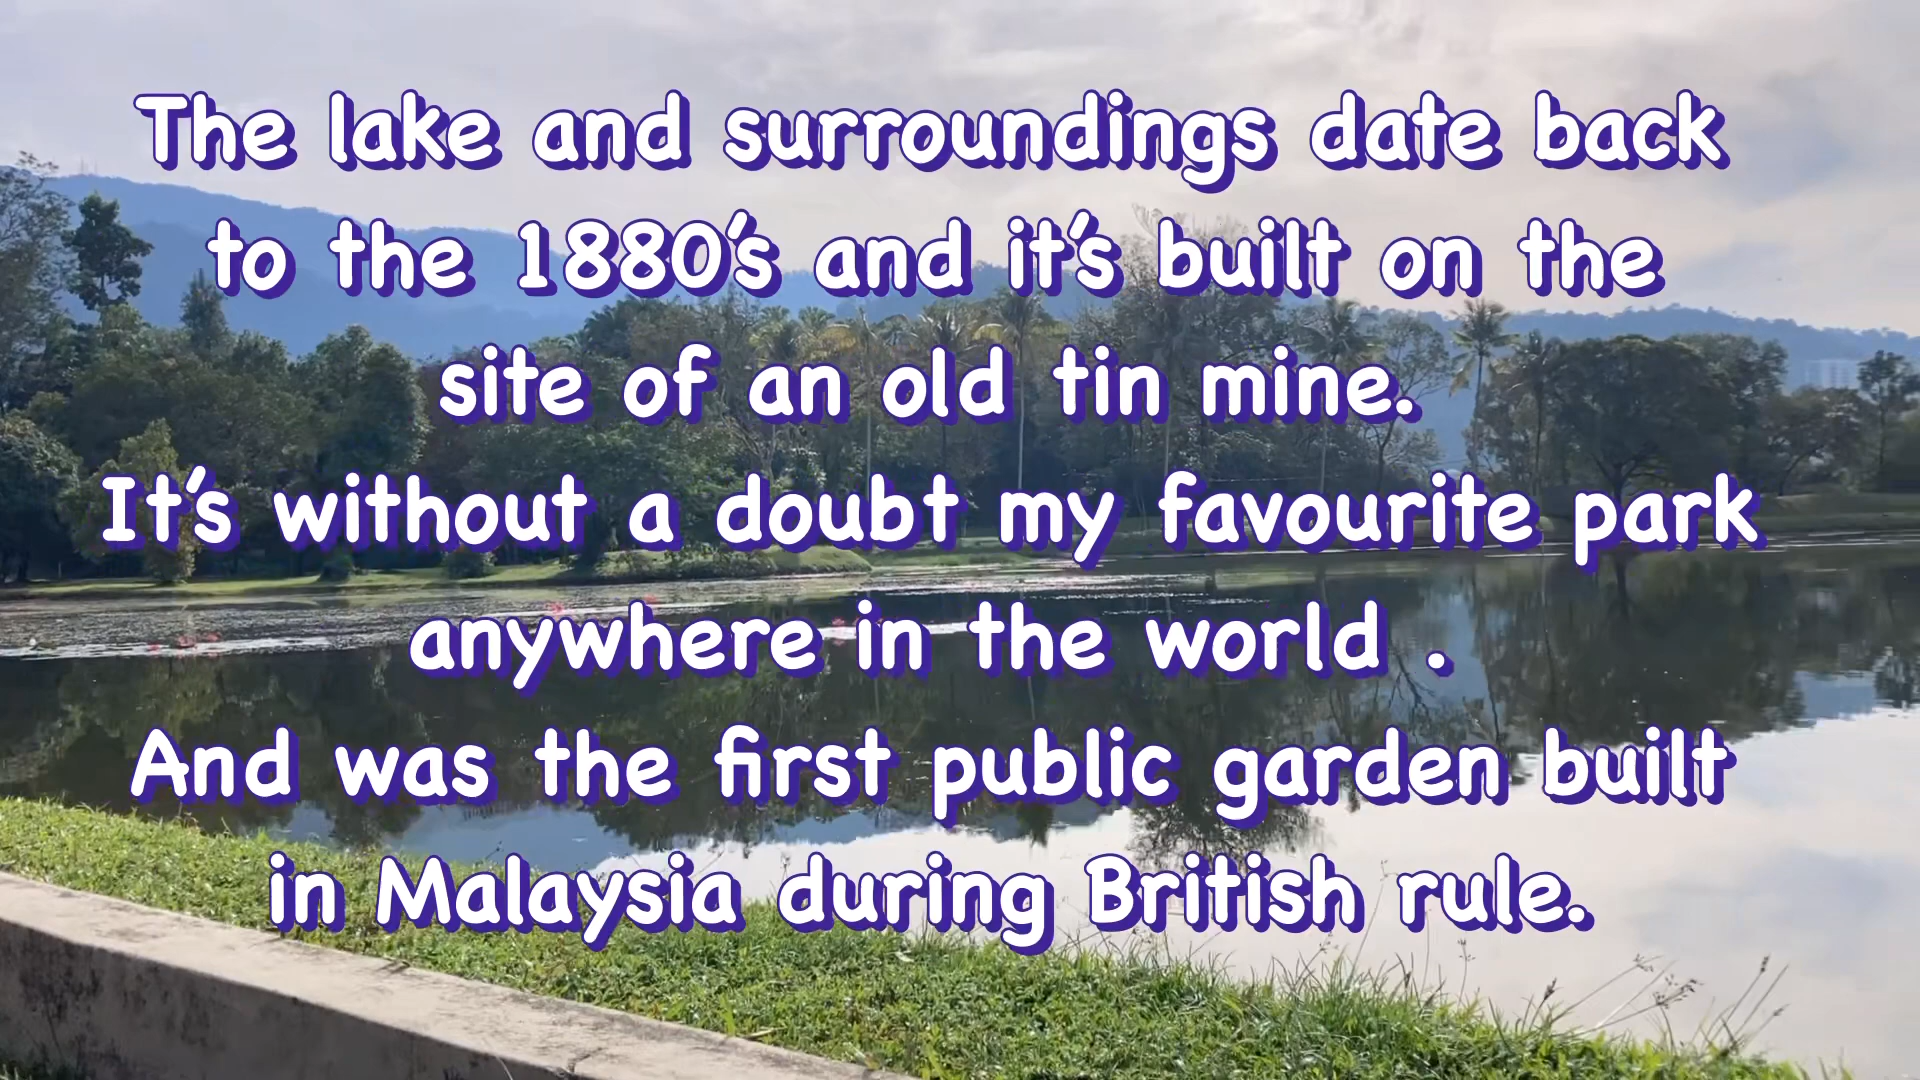 The lake and surroundings date back
to the 1880's and it's built on the
site of an old tin mine.
It's without a doubt my favourite park
anywhere in the world .
And was the first public garden built
in Malaysia during British rule.